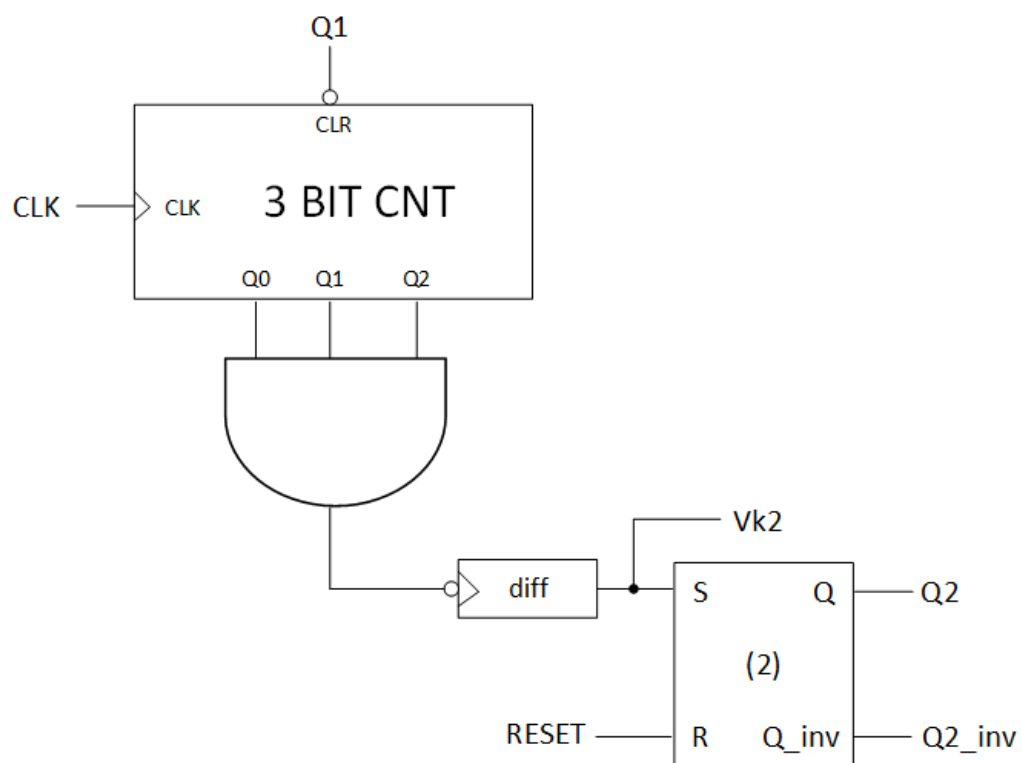 Q1
CLR
CLK CLK 3 BIT CNT
Q0 Q1 Q2
Vk2
diff S Q Q2
(2)
RESET R Q_inv Q2_inv